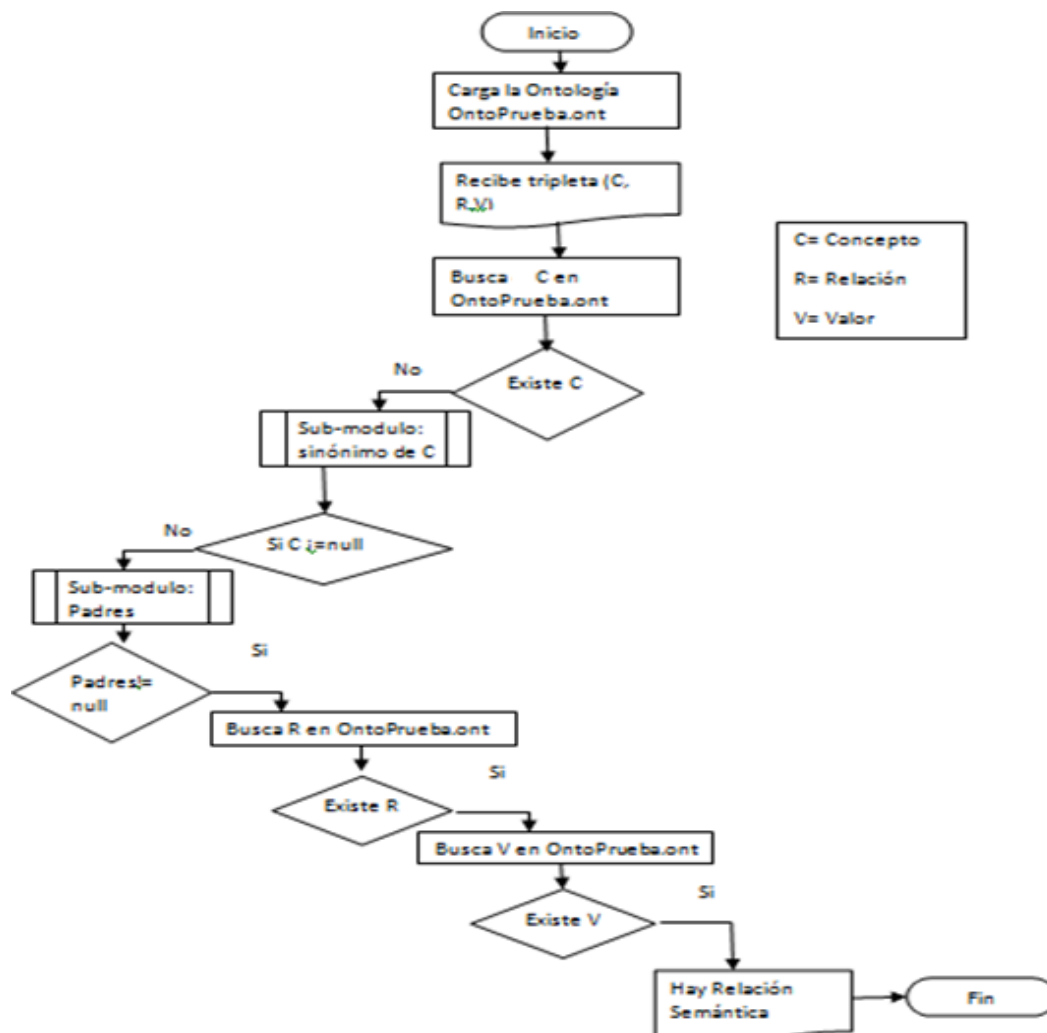 Inicio
Carga la Ontología
OntoPrueba.ont
Recibe tripleta (C,
R,V)
Busca C en
OntoPrueba.ont
C= Concepto
R= Relación
V= Valor
Existe C
No
Sub-modulo:
sinónimo de C
Si C ¡=null
No
Sub-modulo:
Padres
Padres!=
null
Si
Busca R en OntoPrueba.ont
Existe R
Si
Busca V en OntoPrueba.ont
Existe V
Si
Hay Relación
Semántica
Fin